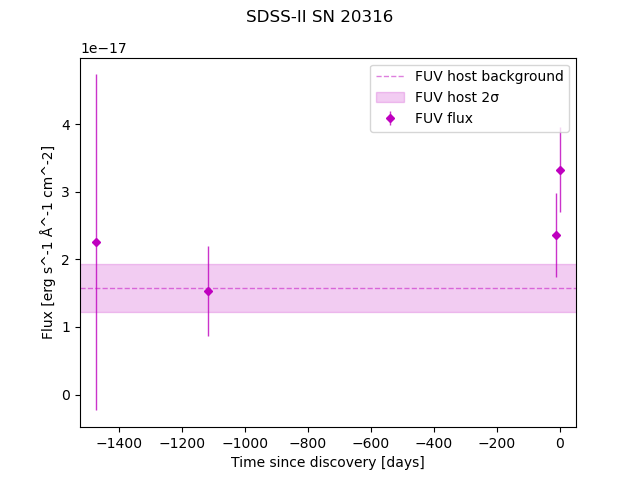 SDSS-II SN 20316
1e−17
FUV host background
FUV host 2σ
FUV flux
4
3
2
1
0
Flux [erg s^-1 Å^-1 cm^-2]
−1400 −1200 −1000 −800 −600 −400 −200 0
Time since discovery [days]